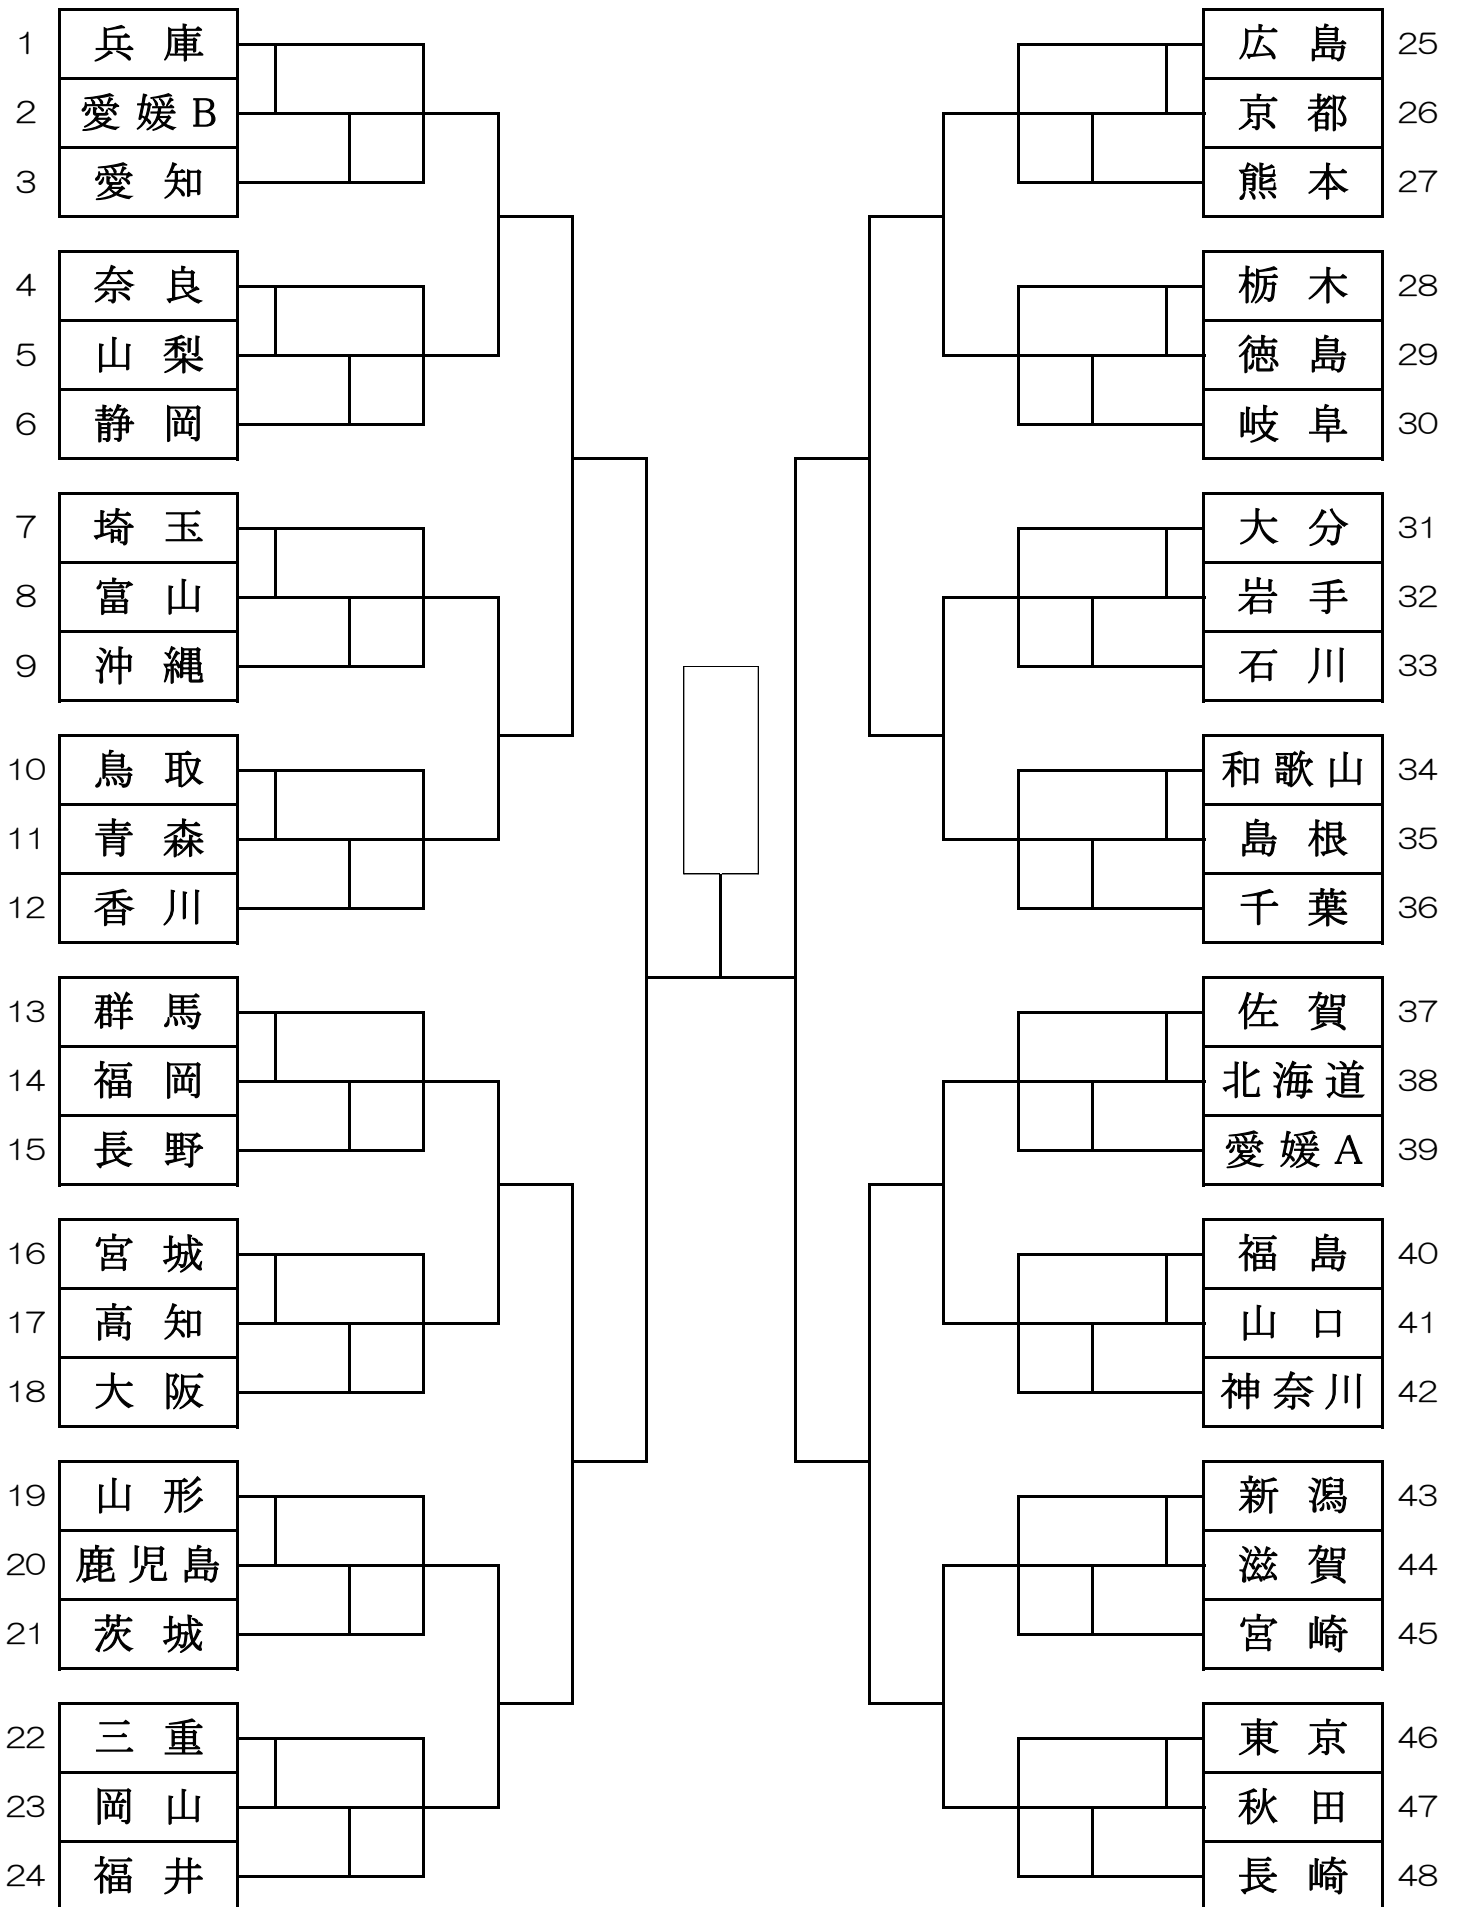 1 兵庫
2 愛媛B
3 愛知
4 奈良
5 山梨
6 静岡
7 埼玉
8 富山
9 沖縄
10 鳥取
11 青森
12 香川
13 群馬
14 福岡
15 長野
16 宮城
17 高知
18 大阪
19 山形
20 鹿児島
21 茨城
22 三重
23 岡山
24 福井
広島 25
京都 26
熊本 27
栃木 28
徳島 29
岐阜 30
大分 31
岩手 32
石川 33
和歌山 34
島根 35
千葉 36
佐賀 37
北海道 38
愛媛A 39
福島 40
山口 41
神奈川 42
新潟 43
滋賀 44
宮崎 45
東京 46
秋田 47
長崎 48